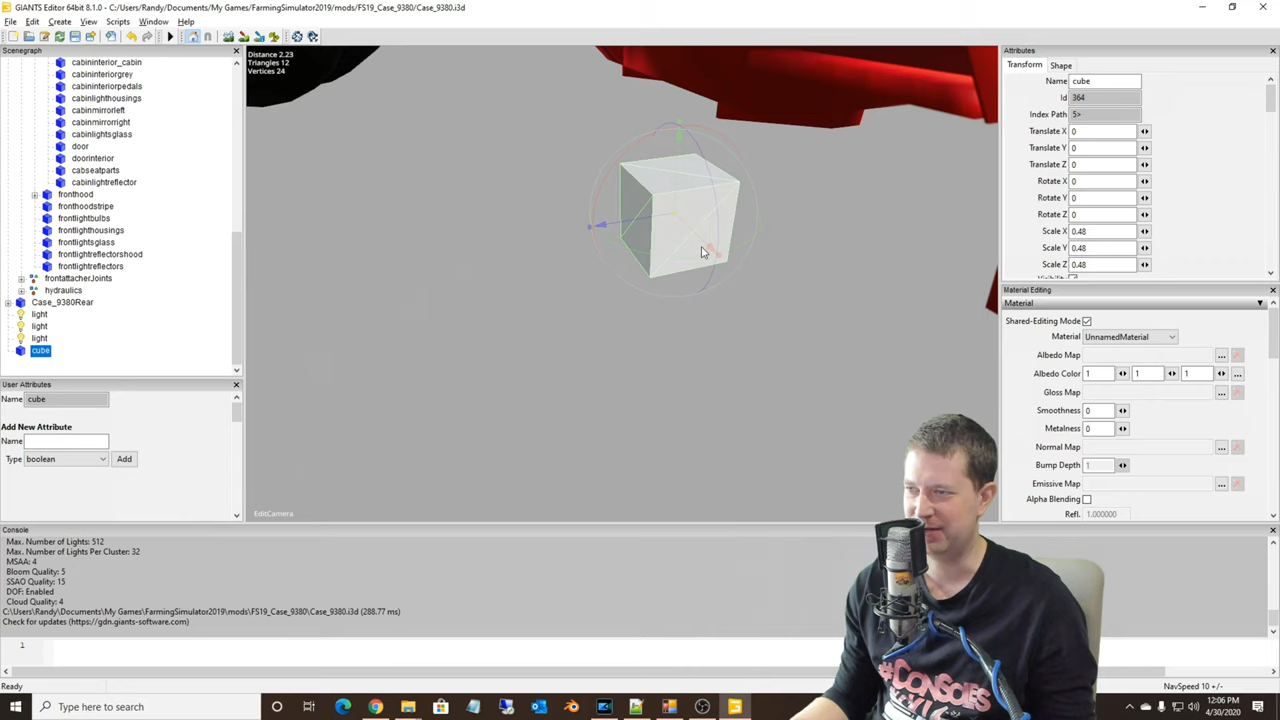 GIANTS Editor 64bit 8.1.0 - C:/Users/Randy/Documents/My Games/FarmingSimulator2019/mods/FS19_Case_9380/Case_9380.i3d
File Edit Create View Scripts Window Help
Scenegraph
cabininterior_cabin
cabininteriorgrey
cabininteriorpedals
cabinlighthousings
cabinmirrorleft
cabinmirrorright
cabinlightsglass
door
doorinterior
cabseatparts
cabinlightreflector
fronthood
fronthoodstripe
frontlightbulbs
frontlighthousings
frontlightsglass
frontlightreflectorshood
frontlightreflectors
frontattacherJoints
hydraulics
Case_9380Rear
light
light
light
cube
User Attributes
Name cube
Add New Attribute
Name
Type boolean Add
Distance 2.23
Triangles 12
Vertices 24
EditCamera
Attributes
Transform Shape
Name cube
Id 364
Index Path 5>
Translate X 0
Translate Y 0
Translate Z 0
Rotate X 0
Rotate Y 0
Rotate Z 0
Scale X 0.48
Scale Y 0.48
Scale Z 0.48
Material Editing
Material
Shared-Editing Mode
Material UnnamedMaterial
Albedo Map ...
Albedo Color 1 1 1 ...
Gloss Map ...
Smoothness 0
Metalness 0
Normal Map ...
Bump Depth 1
Emissive Map ...
Alpha Blending
Refl. 1.000000
Console
Max. Number of Lights: 512
Max. Number of Lights Per Cluster: 32
MSAA: 4
Bloom Quality: 5
SSAO Quality: 15
DOF: Enabled
Cloud Quality: 4
C:\Users\Randy\Documents\My Games\FarmingSimulator2019\mods\FS19_Case_9380\Case_9380.i3d (288.77 ms)
Check for updates (https://gdn.giants-software.com)
1
Ready
NavSpeed 10 +/-
#CONSOLES
Type here to search
12:06 PM
4/30/2020